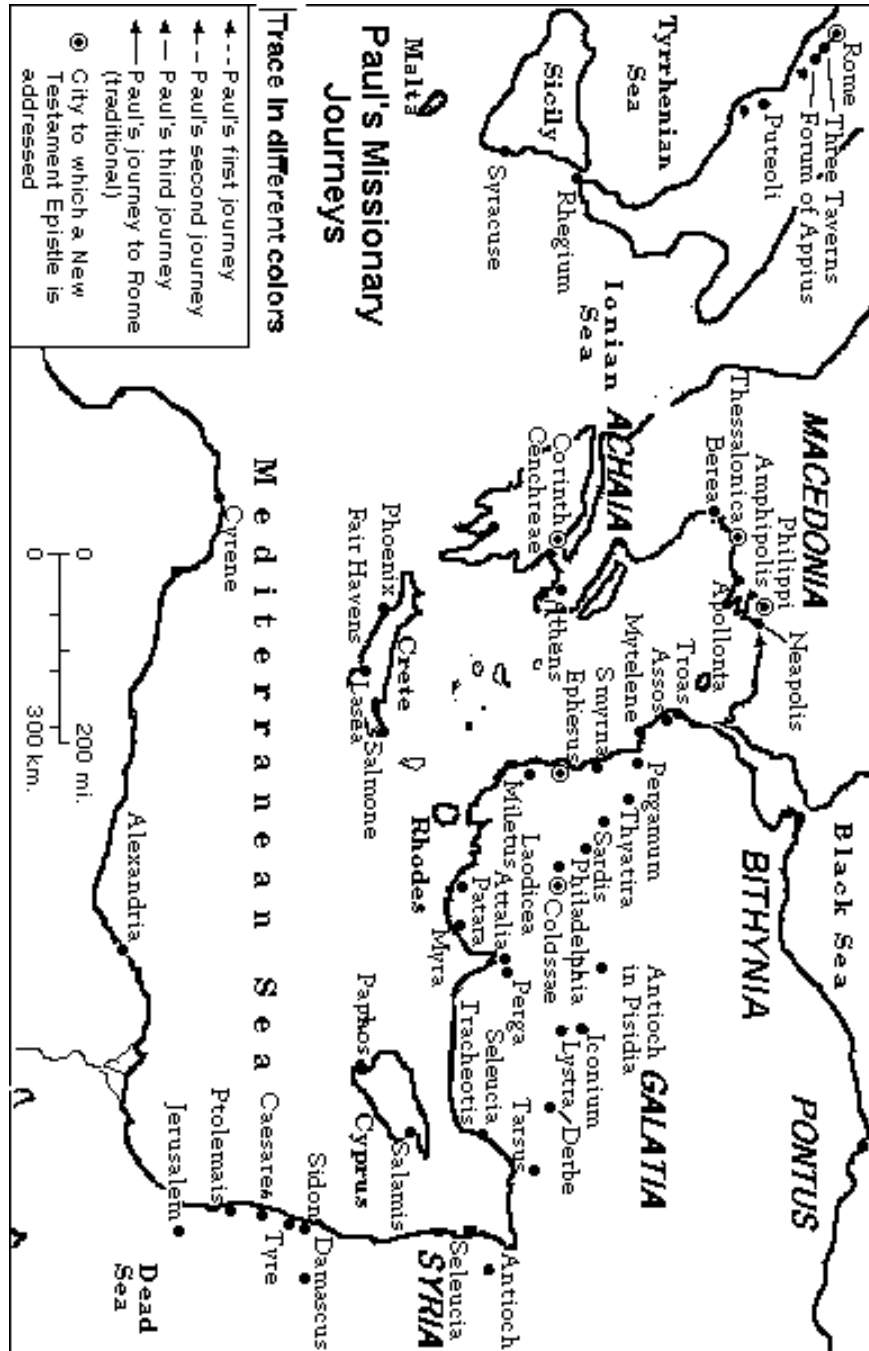 Rome
Three Taverns
Forum of Appius
Puteoli
Tyrrhenian
Sea
Sicily
Rhegium
Syracuse
Malta
Ionian
Sea
Paul's Missionary
Journeys
Trace in different colors
Paul's first journey
Paul's second journey
Paul's third journey
Paul's journey to Rome
(traditional)
City to which a New
Testament Epistle is
addressed
MACEDONIA
Philippi
Amphipolis
Thessalonica
Berea
Neapolis
Apollonta
ACHAIA
Corinth
Cenchreae
Athens
Troas
Assos
Mytelene
Smyrna
Ephesus
Pergamum
Thyatira
Sardis
Philadelphia
Colossae
Laodicea
Miletus
Attalia
Patara
Myra
Perga
Black Sea
BITHYNIA
PONTUS
GALATIA
Antioch
in Pisidia
Iconium
Lystra
Derbe
Tarsus
Seleucia
Tracheotis
Phoenix
Fair Havens
Crete
Lasea
Salmone
Rhodes
Paphos
Cyprus
Salamis
Antioch
Seleucia
SYRIA
Damascus
Sidon
Tyre
Caesarea
Ptolemais
Jerusalem
Dead
Sea
Mediterranean Sea
Cyrene
Alexandria
0 200 mi.
0 300 km.